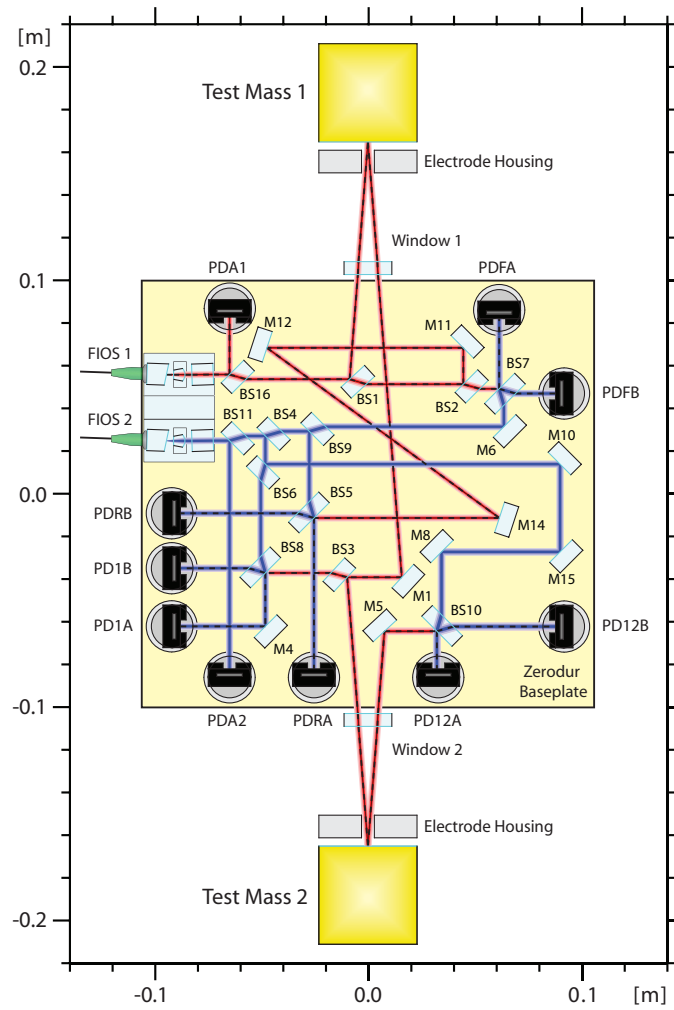 [m]
0.2
Test Mass 1
Electrode Housing
Window 1
0.1
PDA1
PDFA
M12
M11
FIOS 1
BS7
BS16
BS1
BS2
PDFB
FIOS 2
BS11
BS4
BS9
M6
M10
BS6
0.0
PDRB
BS5
M14
M8
PD1B
BS8
BS3
M15
M1
M5
BS10
PD1A
M4
PD12B
Zerodur
Baseplate
-0.1
PDA2
PDRA
PD12A
Window 2
Electrode Housing
Test Mass 2
-0.2
-0.1
0.0
0.1
[m]